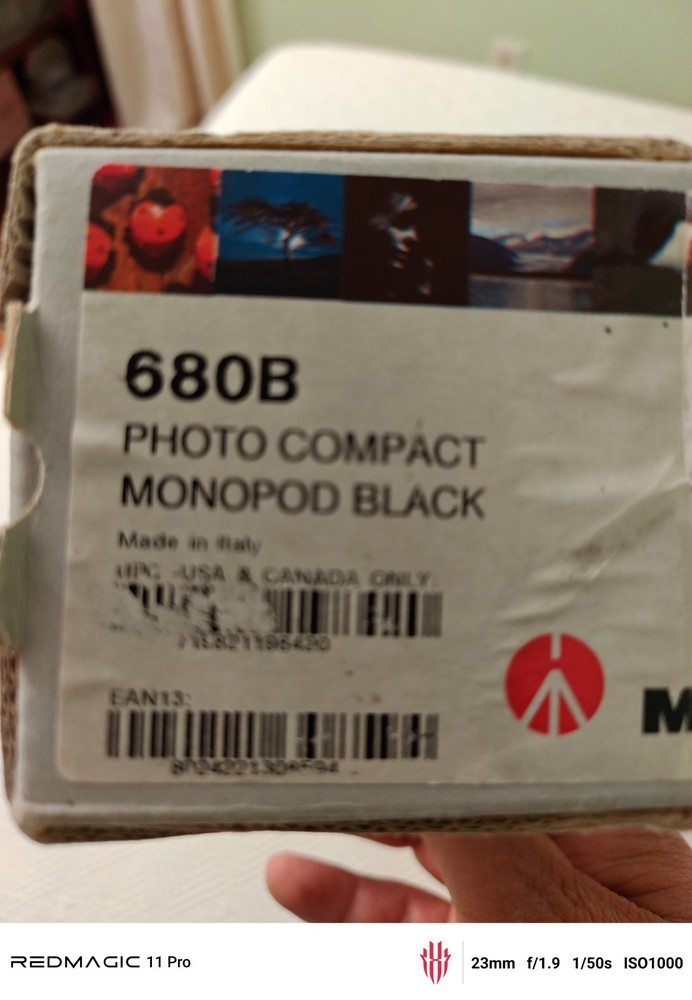 680B
PHOTO COMPACT
MONOPOD BLACK
Made in Italy
UPC -USA & CANADA ONLY:
EAN13:
M
REDMAGIC 11 Pro
23mm f/1.9 1/50s ISO1000